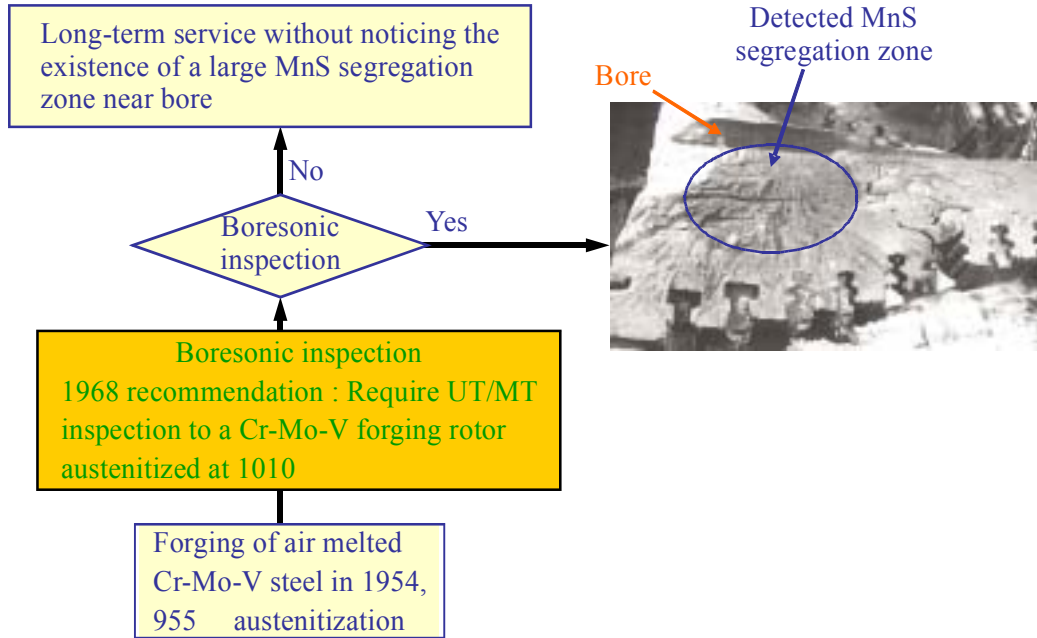 Long-term service without noticing the
existence of a large MnS segregation
zone near bore
Detected MnS
segregation zone
Bore
No
Boresonic
inspection
Yes
Boresonic inspection
1968 recommendation : Require UT/MT
inspection to a Cr-Mo-V forging rotor
austenitized at 1010
Forging of air melted
Cr-Mo-V steel in 1954,
955 austenitization